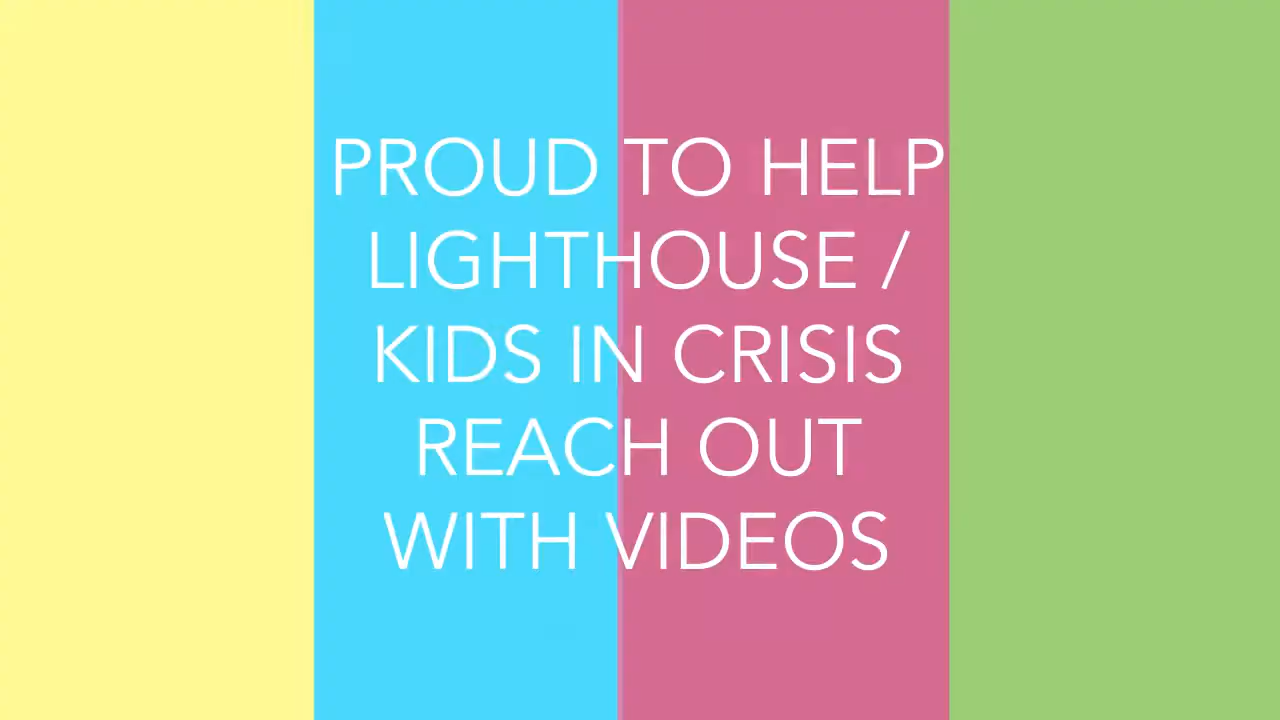 PROUD TO HELP
LIGHTHOUSE /
KIDS IN CRISIS
REACH OUT
WITH VIDEOS